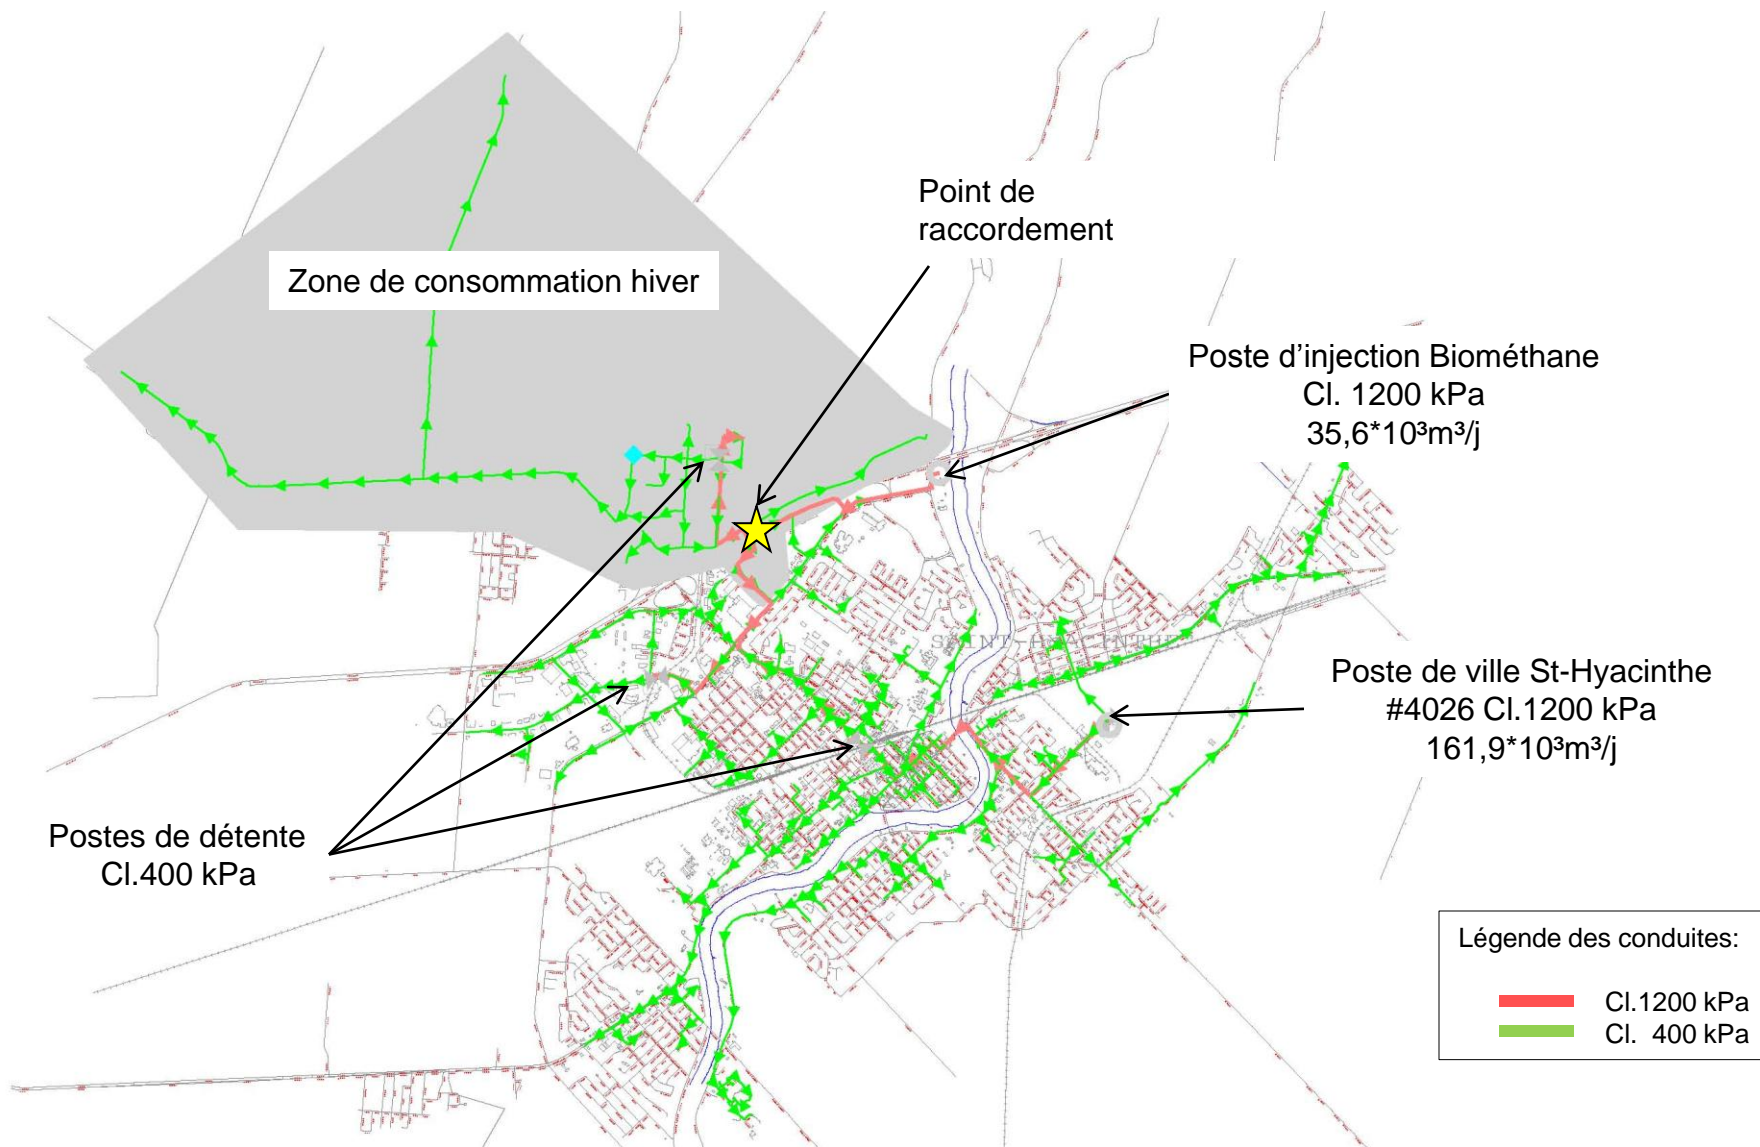 Point de
raccordement
Zone de consommation hiver
Poste d'injection Biométhane
Cl. 1200 kPa
35,6*10³m³/j
SAINT-HYACINTHE
Poste de ville St-Hyacinthe
#4026 Cl.1200 kPa
161,9*10³m³/j
Postes de détente
Cl.400 kPa
Légende des conduites:
Cl.1200 kPa
Cl. 400 kPa